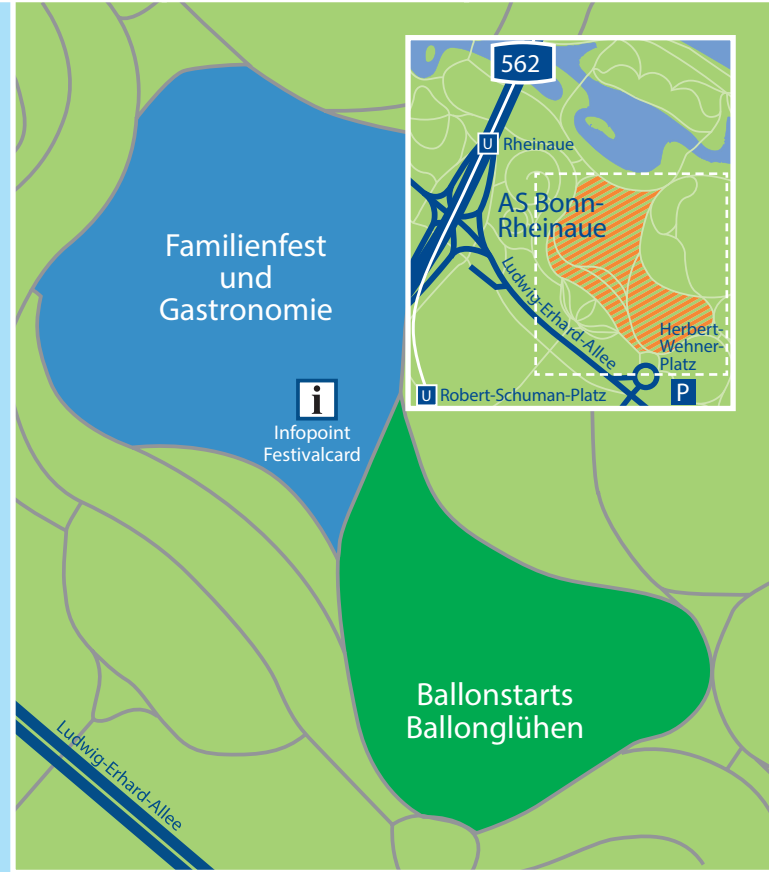 562
U Rheinaue
AS Bonn-
Rheinaue
Ludwig-Erhard-Allee
Herbert-
Wehner-
Platz
P
U Robert-Schuman-Platz
Familienfest
und
Gastronomie
i
Infopoint
Festivalcard
Ballonstarts
Ballonglühen
Ludwig-Erhard-Allee